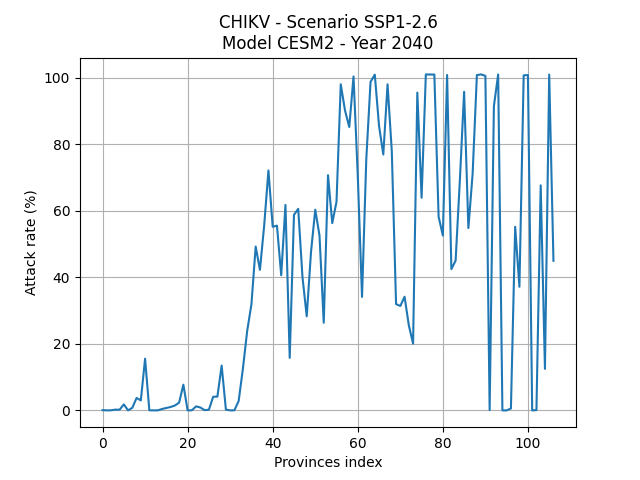 CHIKV - Scenario SSP1-2.6
Model CESM2 - Year 2040
100
80
60
40
20
0
Attack rate (%)
0 20 40 60 80 100
Provinces index